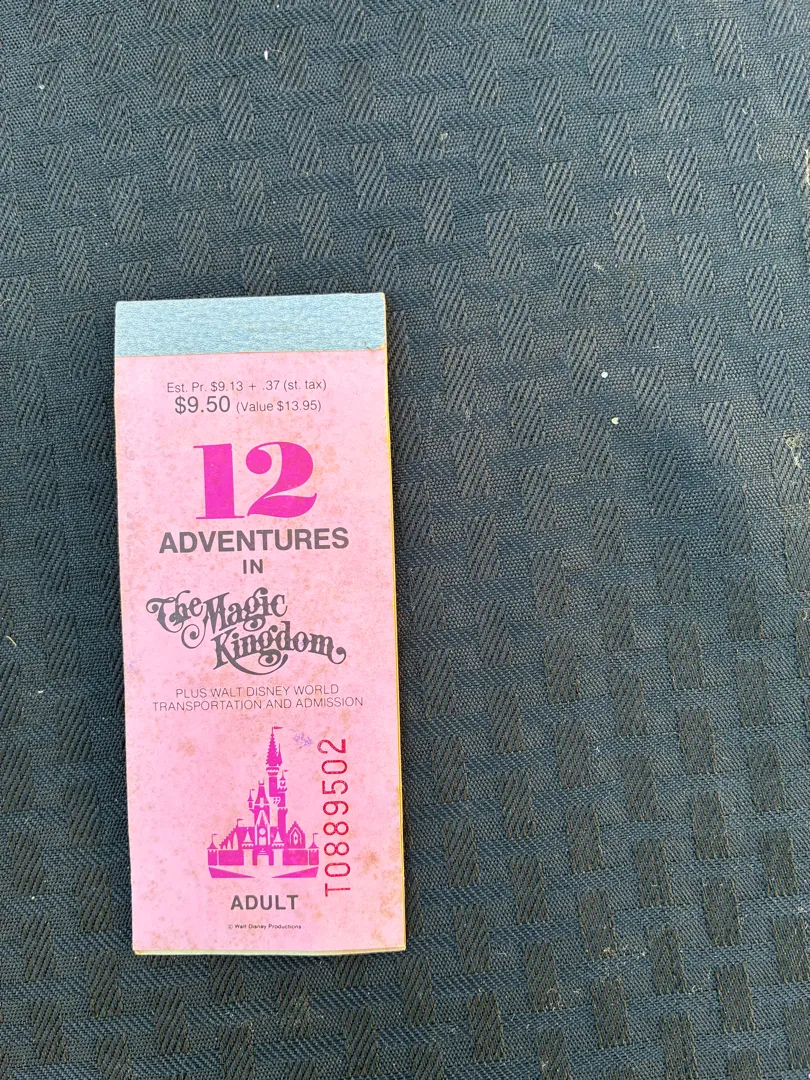 Est. Pr. $9.13 + .37 (st. tax)
$9.50 (Value $13.95)
12
ADVENTURES
IN
The Magic
Kingdom
PLUS WALT DISNEY WORLD
TRANSPORTATION AND ADMISSION
T0889502
ADULT
© Walt Disney Productions